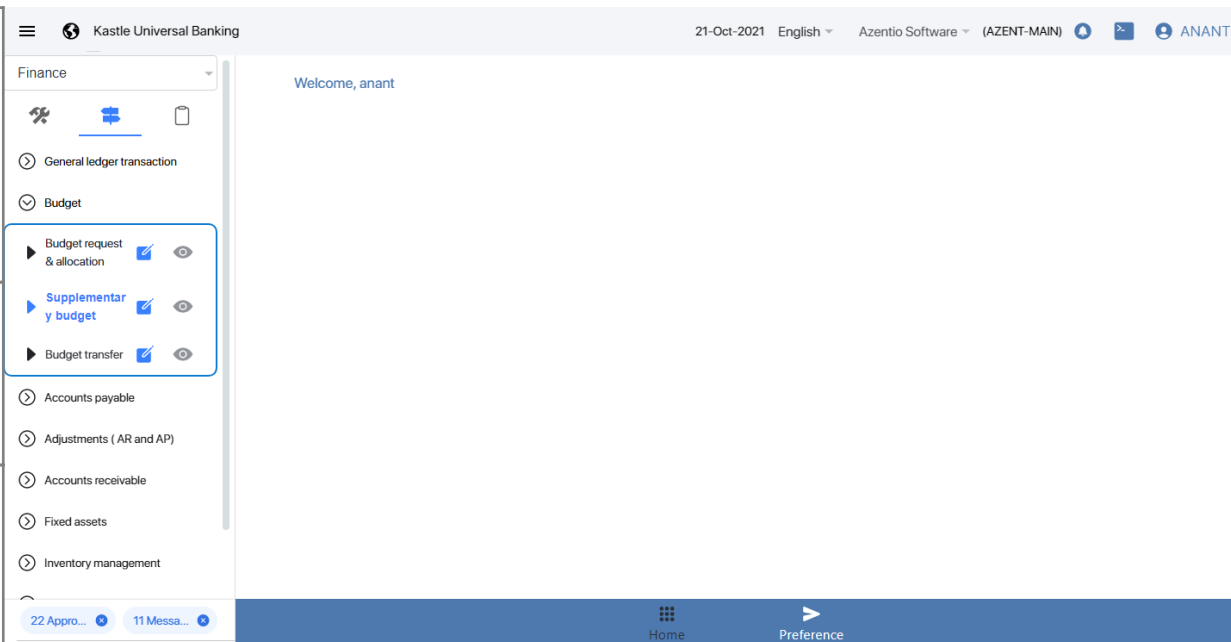 Kastle Universal Banking
21-Oct-2021 English Azentio Software (AZENT-MAIN) ANANT
Finance
Welcome, anant
General ledger transaction
Budget
Budget request
& allocation
Supplementar
y budget
Budget transfer
Accounts payable
Adjustments ( AR and AP)
Accounts receivable
Fixed assets
Inventory management
22 Appro... 11 Messa...
Home Preference